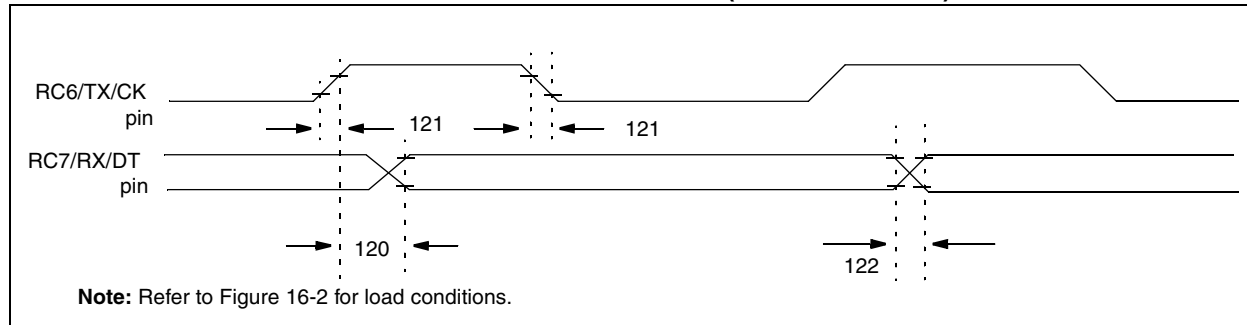 RC6/TX/CK
pin
121
121
RC7/RX/DT
pin
120
122
Note: Refer to Figure 16-2 for load conditions.